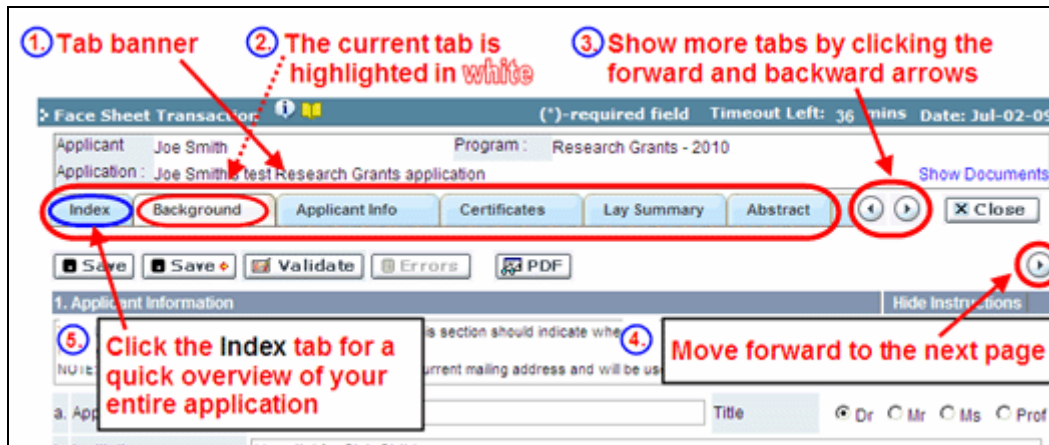 1. Tab banner
2. The current tab is highlighted in white
3. Show more tabs by clicking the forward and backward arrows
Face Sheet Transaction (*)-required field Timeout Left: 36 mins Date: Jul-02-09
Applicant Joe Smith Program : Research Grants - 2010
Application : Joe Smith's test Research Grants application Show Documents
Index Background Applicant Info Certificates Lay Summary Abstract Close
Save Save Validate Errors PDF
1. Applicant Information Hide Instructions
section should indicate
5. Click the Index tab for a quick overview of your entire application
4. Move forward to the next page
NOTE: mailing address and will be
a. Title Dr Mr Ms Prof